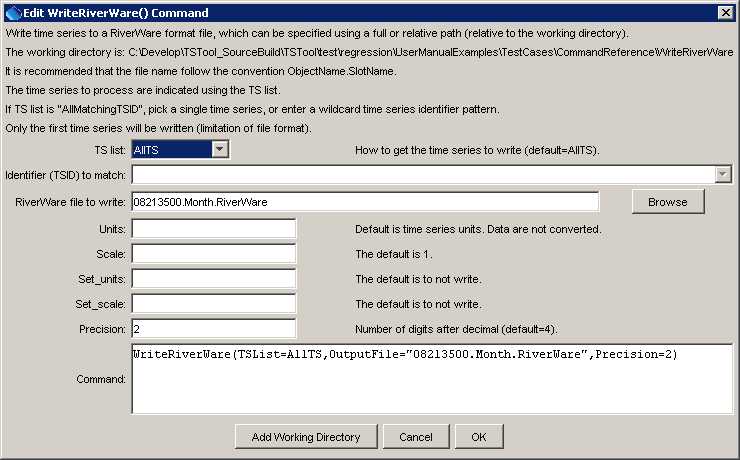 Edit WriteRiverWare() Command
Write time series to a RiverWare format file, which can be specified using a full or relative path (relative to the working directory).
The working directory is: C:\Develop\TSTool_SourceBuild\TSTool\test\regression\UserManualExamples\TestCases\CommandReference\WriteRiverWare
It is recommended that the file name follow the convention ObjectName.SlotName.
The time series to process are indicated using the TS list.
If TS list is "AllMatchingTSID", pick a single time series, or enter a wildcard time series identifier pattern.
Only the first time series will be written (limitation of file format).
TS list: AllTS How to get the time series to write (default=AllTS).
Identifier (TSID) to match:
RiverWare file to write: 08213500.Month.RiverWare Browse
Units: Default is time series units. Data are not converted.
Scale: The default is 1.
Set_units: The default is to not write.
Set_scale: The default is to not write.
Precision: 2 Number of digits after decimal (default=4).
WriteRiverWare(TSList=AllTS,OutputFile="08213500.Month.RiverWare",Precision=2)
Command:
Add Working Directory Cancel OK